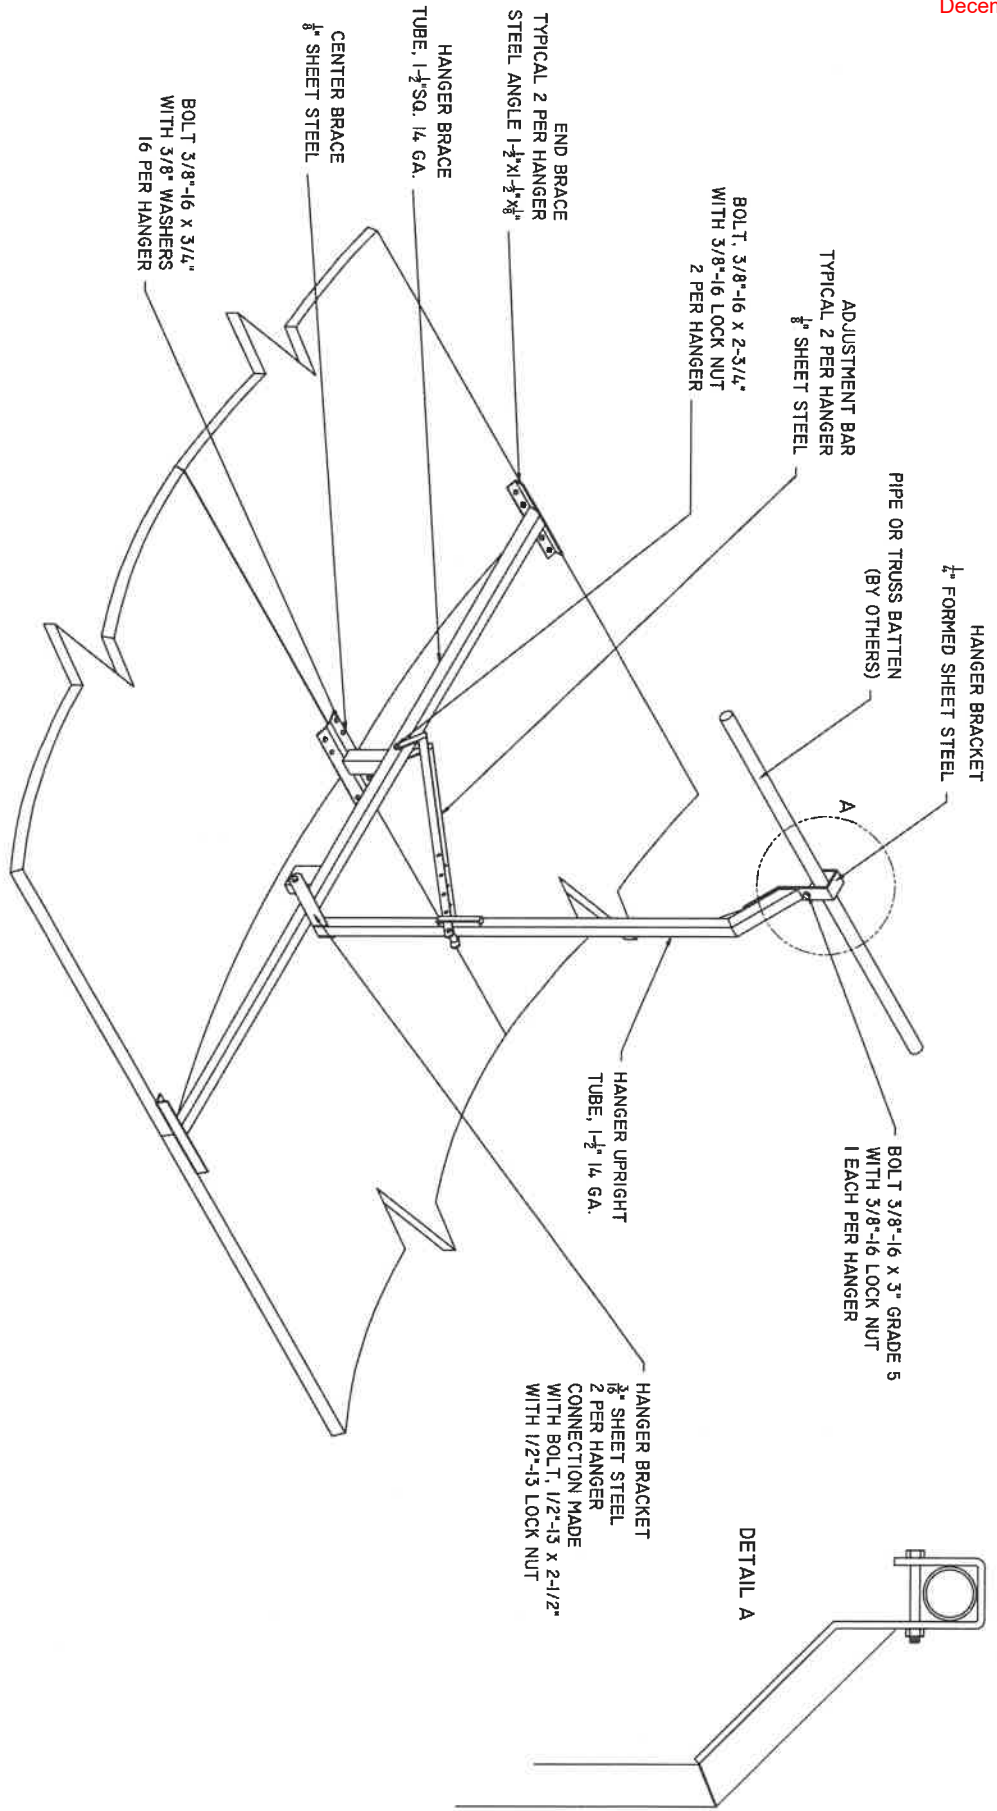 Decem
HANGER BRACKET
1/4" FORMED SHEET STEEL
PIPE OR TRUSS BATTEN
(BY OTHERS)
ADJUSTMENT BAR
TYPICAL 2 PER HANGER
1/8" SHEET STEEL
BOLT, 3/8"-16 x 2-3/4"
WITH 3/8"-16 LOCK NUT
2 PER HANGER
END BRACE
TYPICAL 2 PER HANGER
STEEL ANGLE 1-1/2"X1-1/2"X1/8"
HANGER BRACE
TUBE, 1-1/2"SQ. 14 GA.
CENTER BRACE
1/8" SHEET STEEL
BOLT 3/8"-16 x 3/4"
WITH 3/8" WASHERS
16 PER HANGER
A
BOLT 3/8"-16 x 3" GRADE 5
WITH 3/8"-16 LOCK NUT
1 EACH PER HANGER
HANGER UPRIGHT
TUBE, 1-1/2" 14 GA.
HANGER BRACKET
3/16" SHEET STEEL
2 PER HANGER
CONNECTION MADE
WITH BOLT, 1/2"-13 x 2-1/2"
WITH 1/2"-13 LOCK NUT
DETAIL A